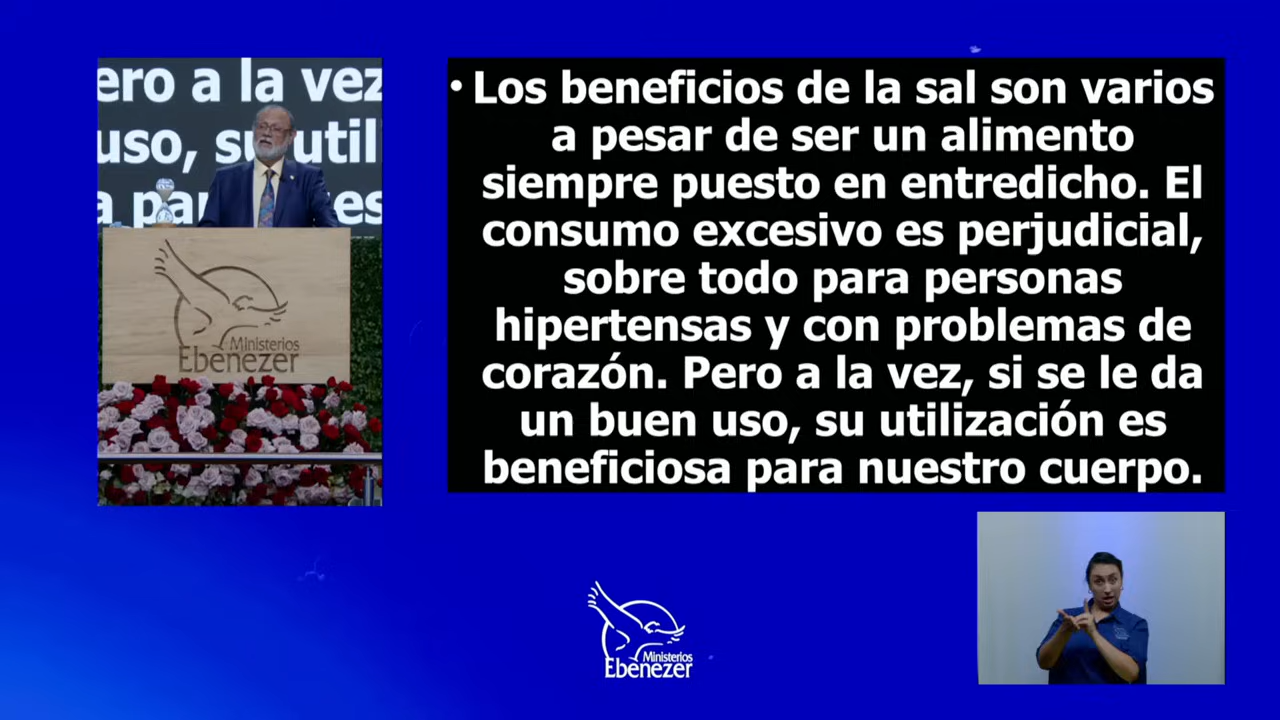 ero a la vez
uso, su util
a par es
Ministerios
Ebenezer
• Los beneficios de la sal son varios
a pesar de ser un alimento
siempre puesto en entredicho. El
consumo excesivo es perjudicial,
sobre todo para personas
hipertensas y con problemas de
corazón. Pero a la vez, si se le da
un buen uso, su utilización es
beneficiosa para nuestro cuerpo.
Ministerios
Ebenezer